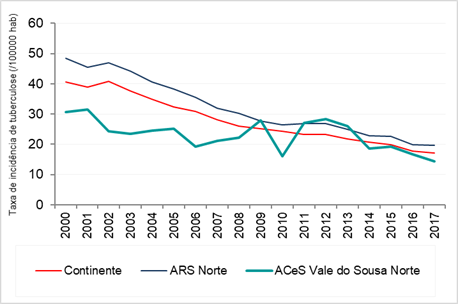 Taxa de incidência de tuberculose (/100000 hab)
60
50
40
30
20
10
0
2000 2001 2002 2003 2004 2005 2006 2007 2008 2009 2010 2011 2012 2013 2014 2015 2016 2017
Continente ARS Norte ACeS Vale do Sousa Norte